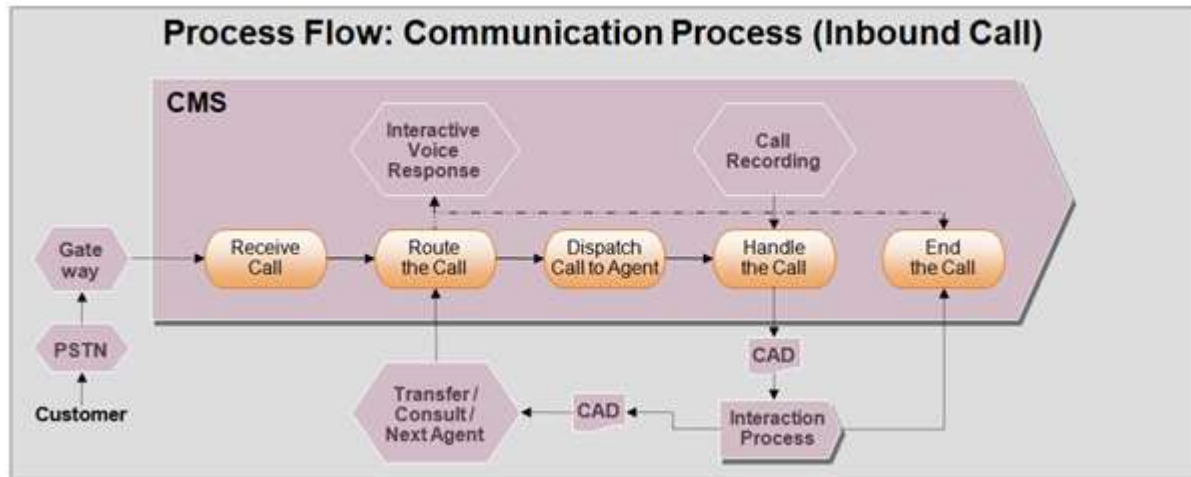 Process Flow: Communication Process (Inbound Call)
CMS
Interactive
Voice
Response
Call
Recording
Gate
way
Receive
Call
Route
the Call
Dispatch
Call to Agent
Handle
the Call
End
the Call
PSTN
Customer
CAD
Transfer /
Consult /
Next Agent
CAD
Interaction
Process